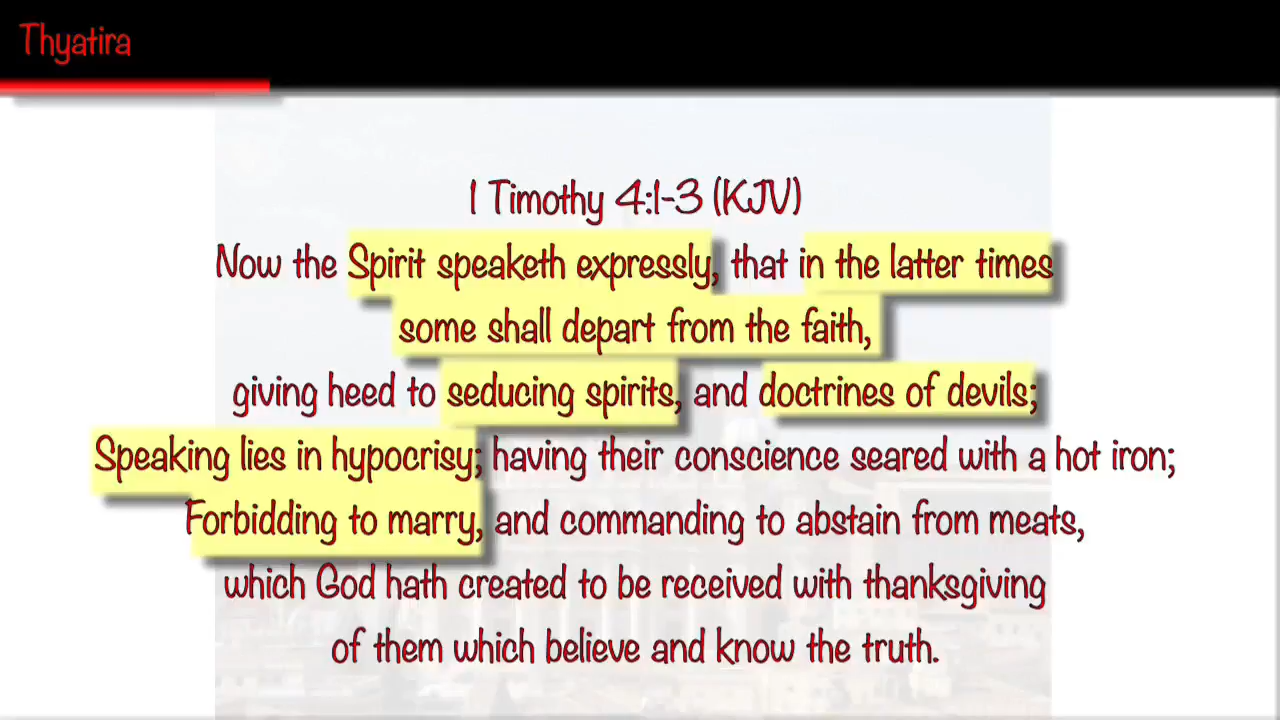 Thyatira
1 Timothy 4:1-3 (KJV)
Now the Spirit speaketh expressly, that in the latter times
some shall depart from the faith,
giving heed to seducing spirits, and doctrines of devils;
Speaking lies in hypocrisy; having their conscience seared with a hot iron;
Forbidding to marry, and commanding to abstain from meats,
which God hath created to be received with thanksgiving
of them which believe and know the truth.